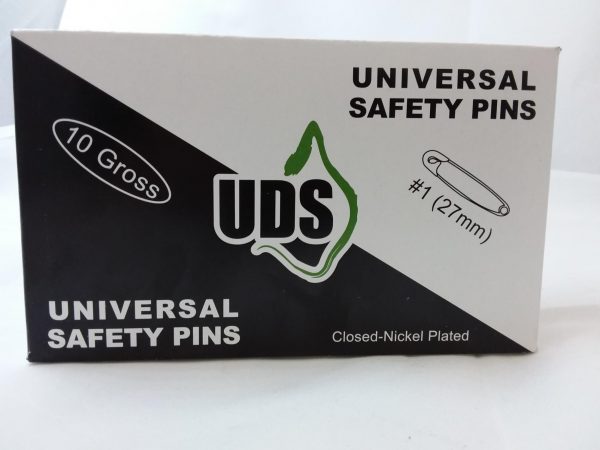 UNIVERSAL
SAFETY PINS
10 Gross
#1 (27mm)
UDS
UNIVERSAL
SAFETY PINS
Closed-Nickel Plated